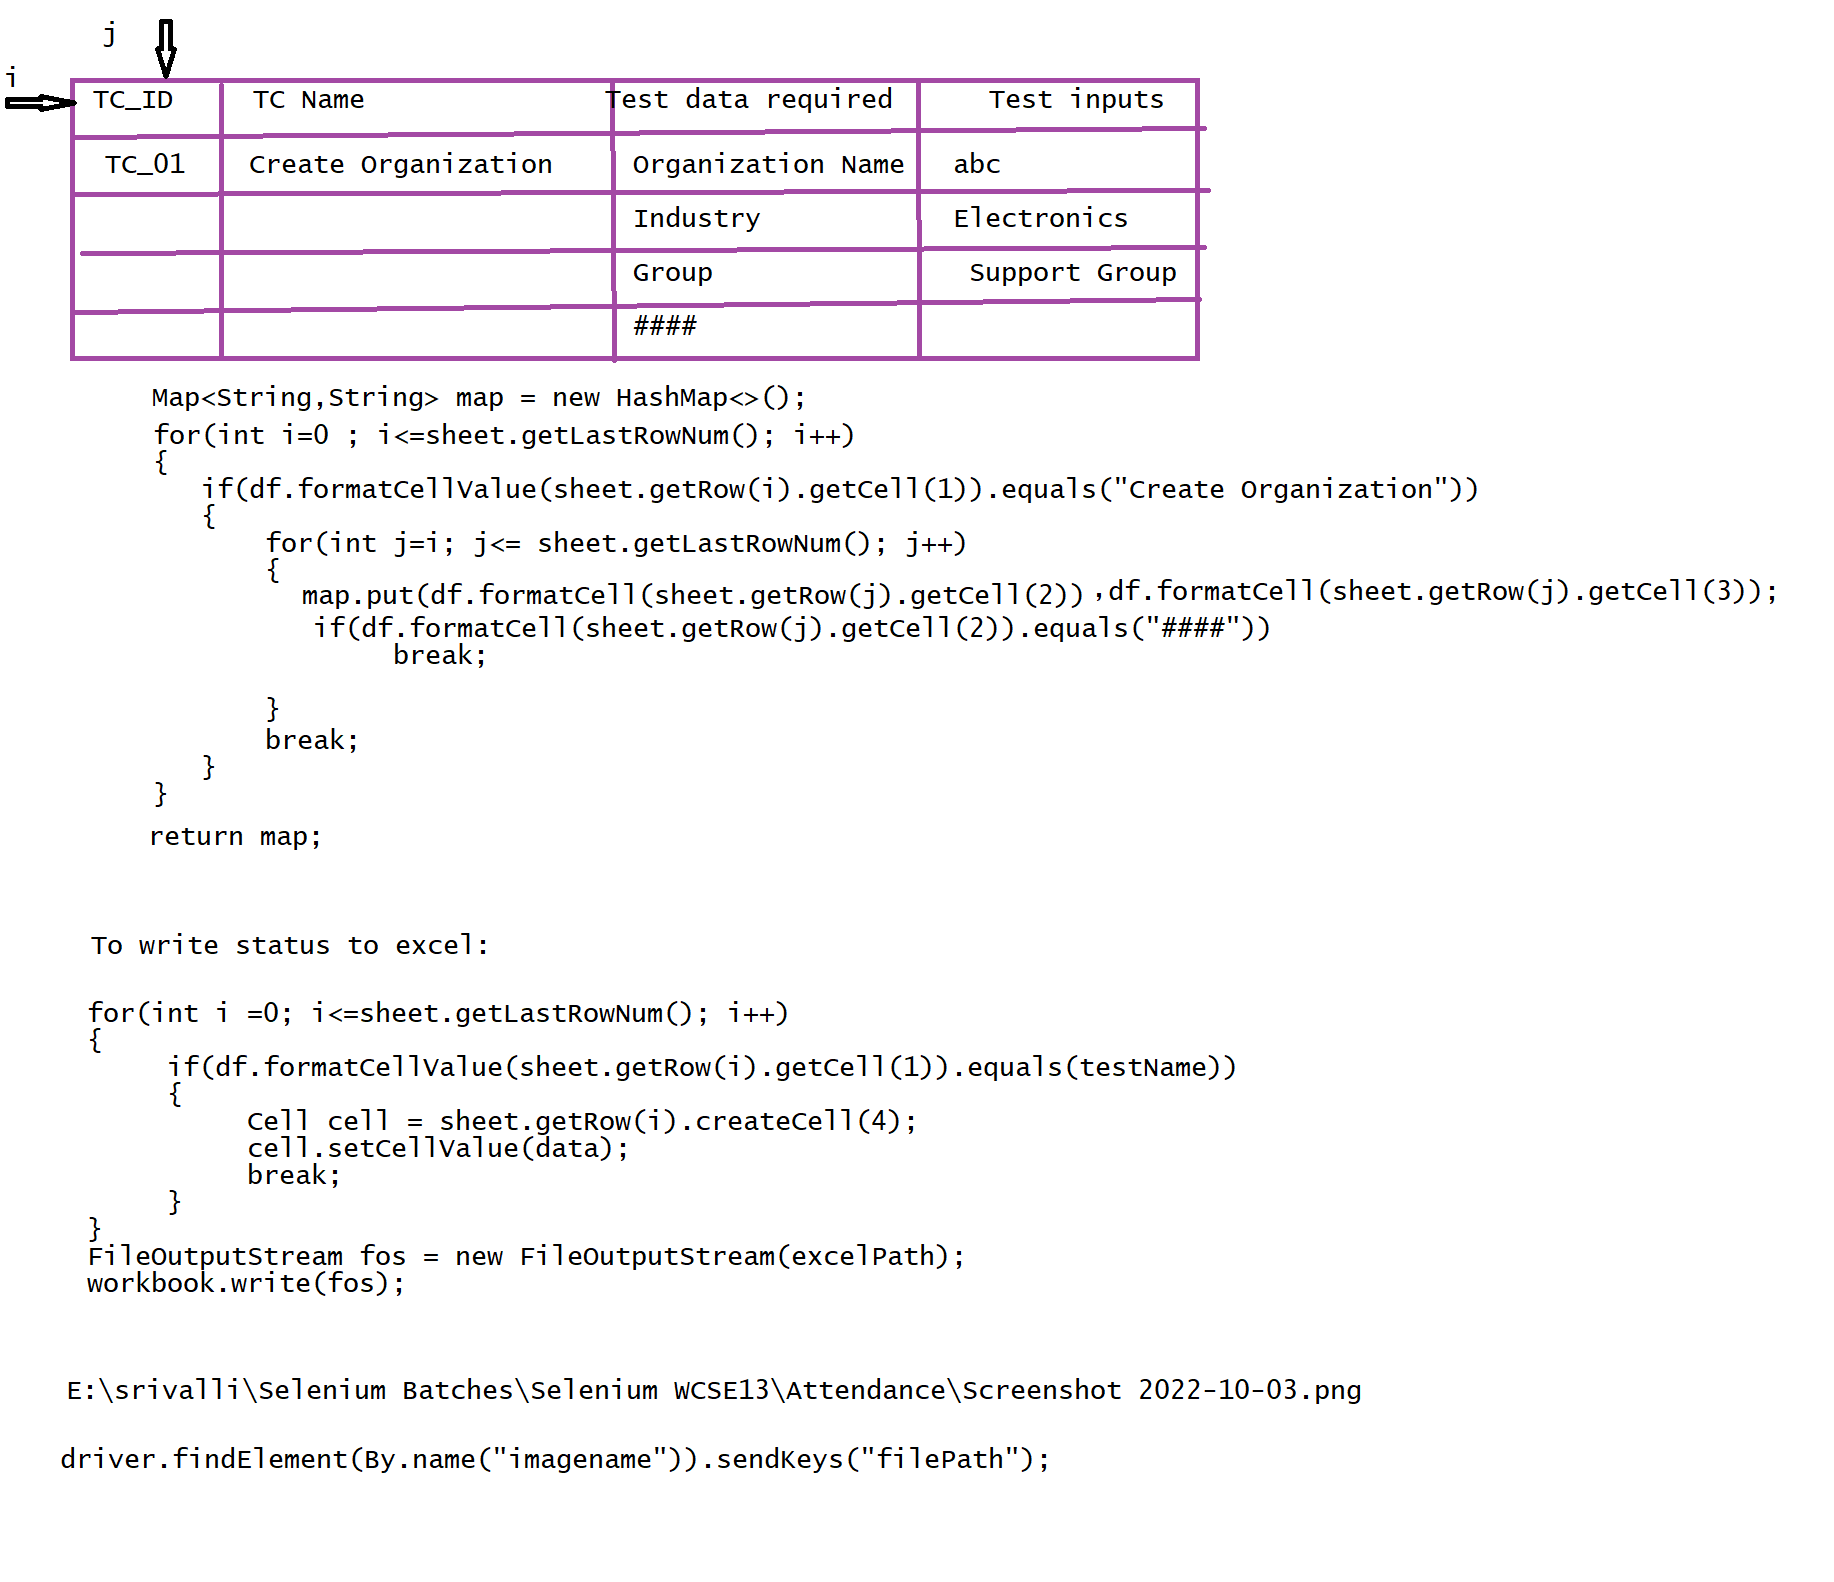 j
i
TC_ID TC Name Test data required Test inputs
TC_01 Create Organization Organization Name abc
Industry Electronics
Group Support Group
####
Map<String,String> map = new HashMap<>();
for(int i=0 ; i<=sheet.getLastRowNum(); i++)
{
if(df.formatCellValue(sheet.getRow(i).getCell(1)).equals("Create Organization"))
{
for(int j=i; j<= sheet.getLastRowNum(); j++)
{
map.put(df.formatCell(sheet.getRow(j).getCell(2)) ,df.formatCell(sheet.getRow(j).getCell(3));
if(df.formatCell(sheet.getRow(j).getCell(2)).equals("####"))
break;
}
break;
}
}
return map;
To write status to excel:
for(int i =0; i<=sheet.getLastRowNum(); i++)
{
if(df.formatCellValue(sheet.getRow(i).getCell(1)).equals(testName))
{
Cell cell = sheet.getRow(i).createCell(4);
cell.setCellValue(data);
break;
}
}
FileOutputStream fos = new FileOutputStream(excelPath);
workbook.write(fos);
E:\srivalli\Selenium Batches\Selenium WCSE13\Attendance\Screenshot 2022-10-03.png
driver.findElement(By.name("imagename")).sendKeys("filePath");